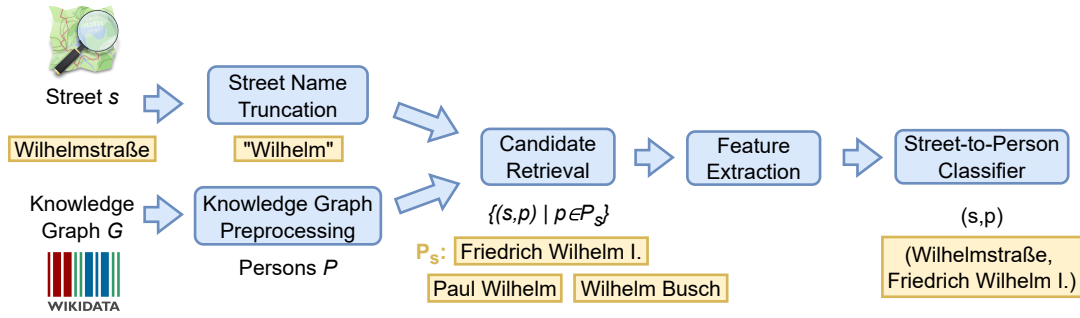 Street s
Wilhelmstraße
Street Name
Truncation
"Wilhelm"
Knowledge
Graph G
WIKIDATA
Knowledge Graph
Preprocessing
Persons P
Candidate
Retrieval
{(s,p) | p∈Pₛ}
Pₛ: Friedrich Wilhelm I.
Paul Wilhelm Wilhelm Busch
Feature
Extraction
Street-to-Person
Classifier
(s,p)
(Wilhelmstraße,
Friedrich Wilhelm I.)